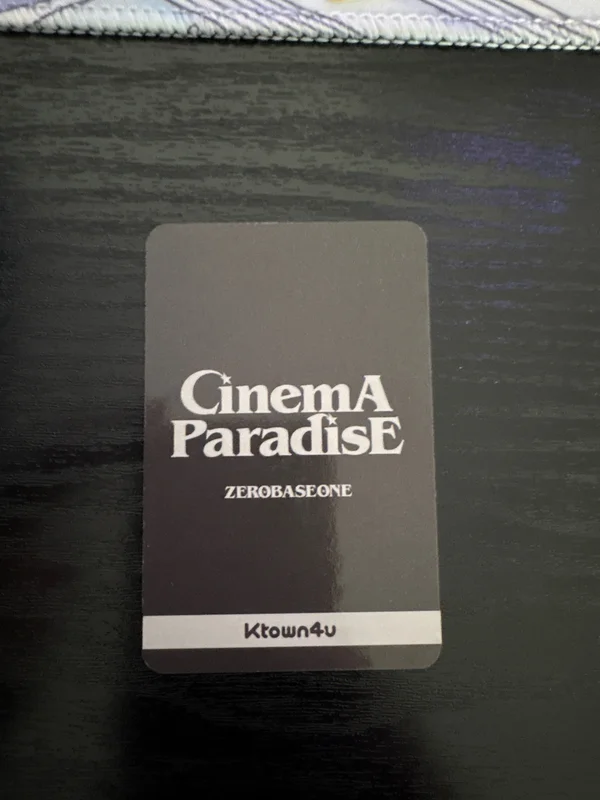 CinemA
ParadisE
ZEROBASEONE
Ktown4u